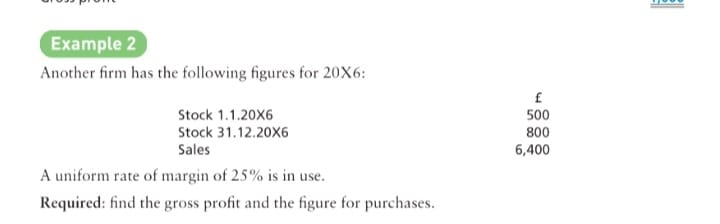 Example 2
Another firm has the following figures for 20X6:
£
Stock 1.1.20X6 500
Stock 31.12.20X6 800
Sales 6,400
A uniform rate of margin of 25% is in use.
Required: find the gross profit and the figure for purchases.